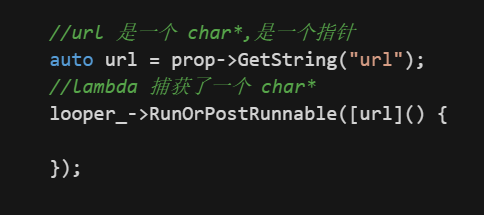 //url 是一个 char*,是一个指针
auto url = prop->GetString("url");
//lambda 捕获了一个 char*
looper_->RunOrPostRunnable([url]() {
});